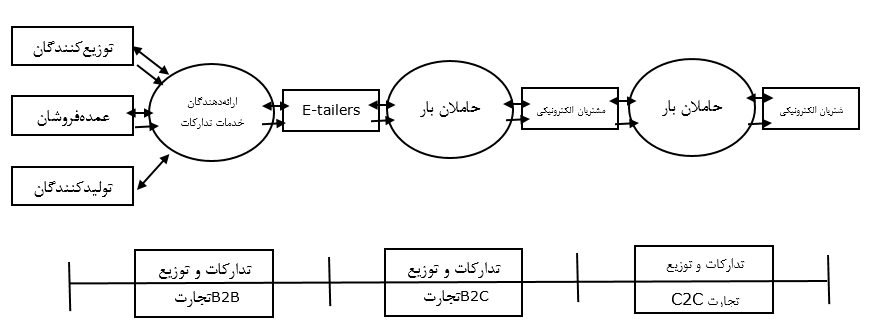 توزیع‌کنندگان
عمده‌فروشان
تولیدکنندگان
ارائه‌دهندگان
خدمات تدارکات
E-tailers
حاملان بار
مشتریان الکترونیکی
حاملان بار
شتریان الکترونیکی
تدارکات و توزیع
تجارتB2B
تدارکات و توزیع
تجارتB2C
تدارکات و توزیع
تجارت C2C